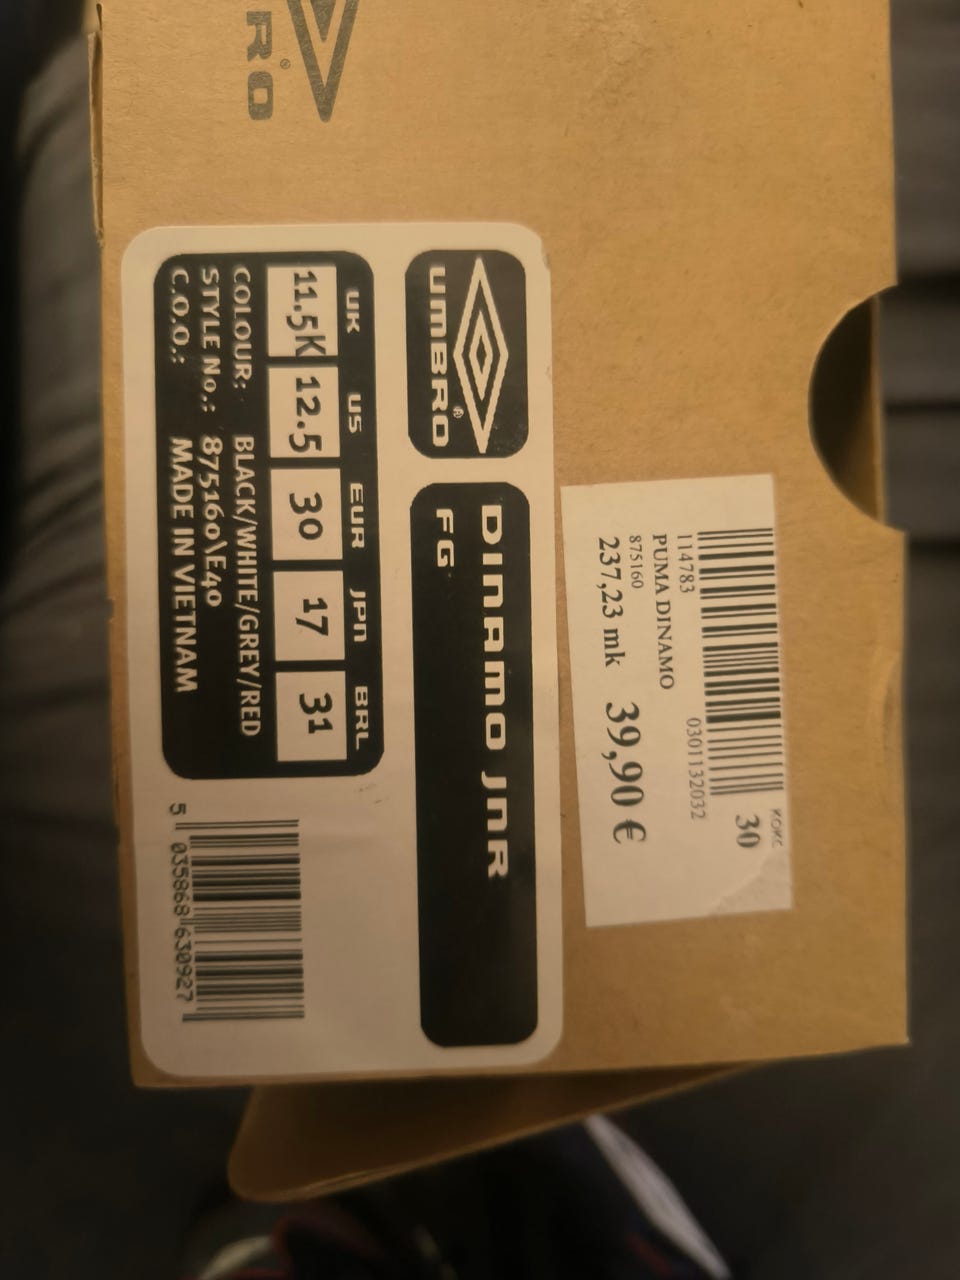 RO®
UMBRO®
DINAMO JNR
FG
UK US EUR JPN BRL
11.5K 12.5 30 17 31
COLOUR: BLACK/WHITE/GREY/RED
STYLE No.: 875160\E40
C.O.O.: MADE IN VIETNAM
5 035868 630927
КОКС
30
114783 0301132032
PUMA DINAMO
875160
237,23 mk 39,90 €